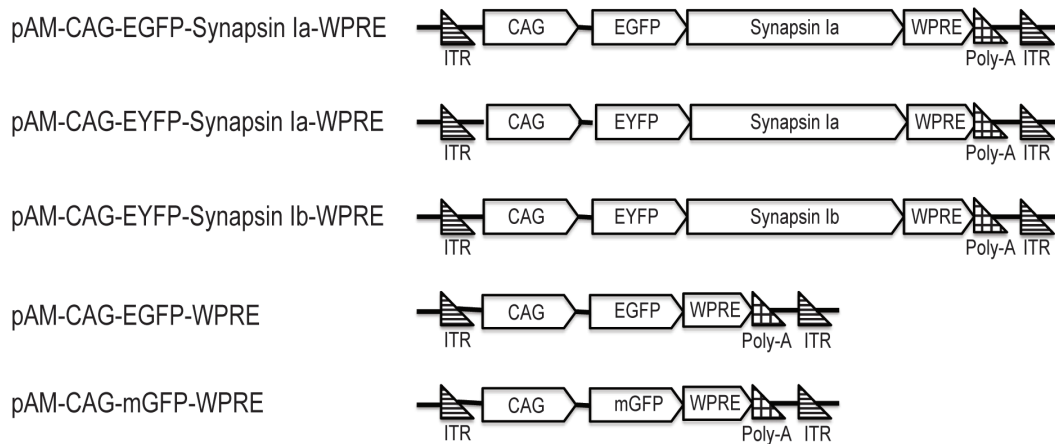 pAM-CAG-EGFP-Synapsin Ia-WPRE CAG EGFP Synapsin Ia WPRE
ITR Poly-A ITR
pAM-CAG-EYFP-Synapsin Ia-WPRE CAG EYFP Synapsin Ia WPRE
ITR Poly-A ITR
pAM-CAG-EYFP-Synapsin Ib-WPRE CAG EYFP Synapsin Ib WPRE
ITR Poly-A ITR
pAM-CAG-EGFP-WPRE CAG EGFP WPRE
ITR Poly-A ITR
pAM-CAG-mGFP-WPRE CAG mGFP WPRE
ITR Poly-A ITR